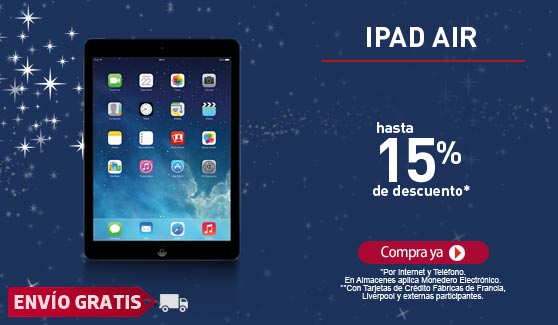 IPAD AIR
hasta
15%
de descuento*
Compra ya
*Por Internet y Teléfono.
En Almacenes aplica Monedero Electrónico.
**Con Tarjetas de Crédito Fábricas de Francia,
Liverpool y externas participantes.
ENVÍO GRATIS